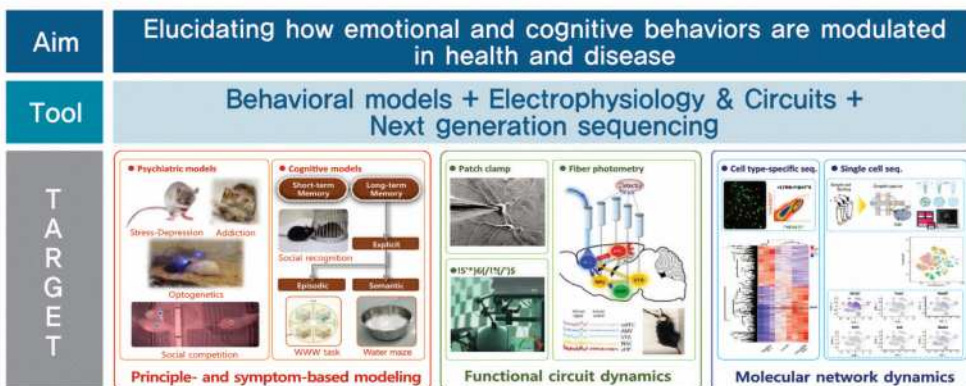 Aim
Elucidating how emotional and cognitive behaviors are modulated
in health and disease
Tool
Behavioral models + Electrophysiology & Circuits +
Next generation sequencing
TARGET
Psychiatric models
Stress-Depression
Addiction
Optogenetics
Social competition
Cognitive models
Short-term
Memory
Long-term
Memory
Social recognition
Explicit
Episodic
Semantic
WWW task
Water maze
Principle- and symptom-based modeling
Patch clamp
Fiber photometry
Functional circuit dynamics
Cell type-specific seq.
Single cell seq.
Molecular network dynamics